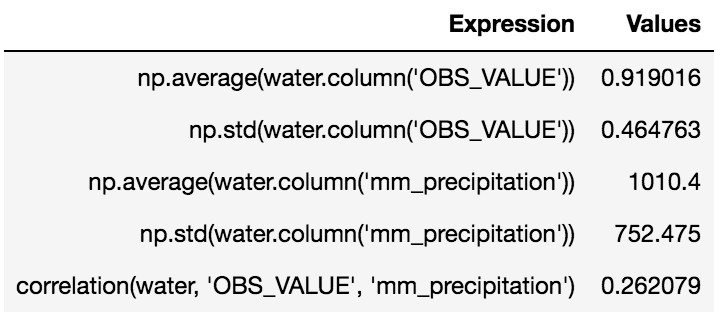 Expression Values
np.average(water.column('OBS_VALUE')) 0.919016
np.std(water.column('OBS_VALUE')) 0.464763
np.average(water.column('mm_precipitation')) 1010.4
np.std(water.column('mm_precipitation')) 752.475
correlation(water, 'OBS_VALUE', 'mm_precipitation') 0.262079